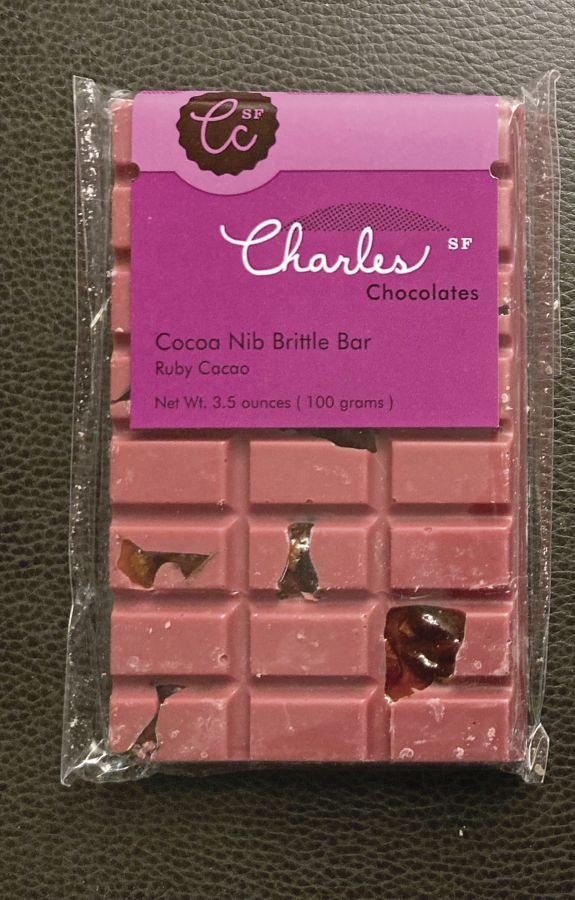 SF
Cc
Charles SF
Chocolates
Cocoa Nib Brittle Bar
Ruby Cacao
Net Wt. 3.5 ounces ( 100 grams )